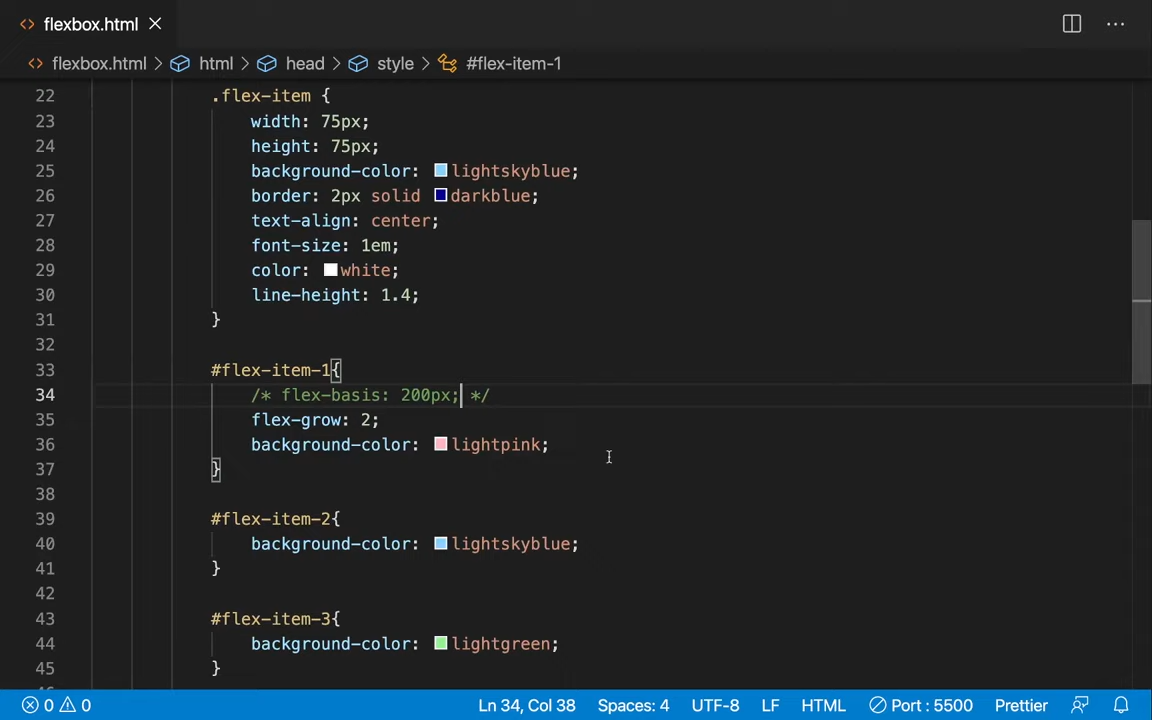 flexbox.html
flexbox.html > html > head > style > #flex-item-1
22 .flex-item {
23 width: 75px;
24 height: 75px;
25 background-color: lightskyblue;
26 border: 2px solid darkblue;
27 text-align: center;
28 font-size: 1em;
29 color: white;
30 line-height: 1.4;
31 }
32
33 #flex-item-1{
34 /* flex-basis: 200px; */
35 flex-grow: 2;
36 background-color: lightpink;
37 }
38
39 #flex-item-2{
40 background-color: lightskyblue;
41 }
42
43 #flex-item-3{
44 background-color: lightgreen;
45 }
0 0 Ln 34, Col 38 Spaces: 4 UTF-8 LF HTML Port : 5500 Prettier